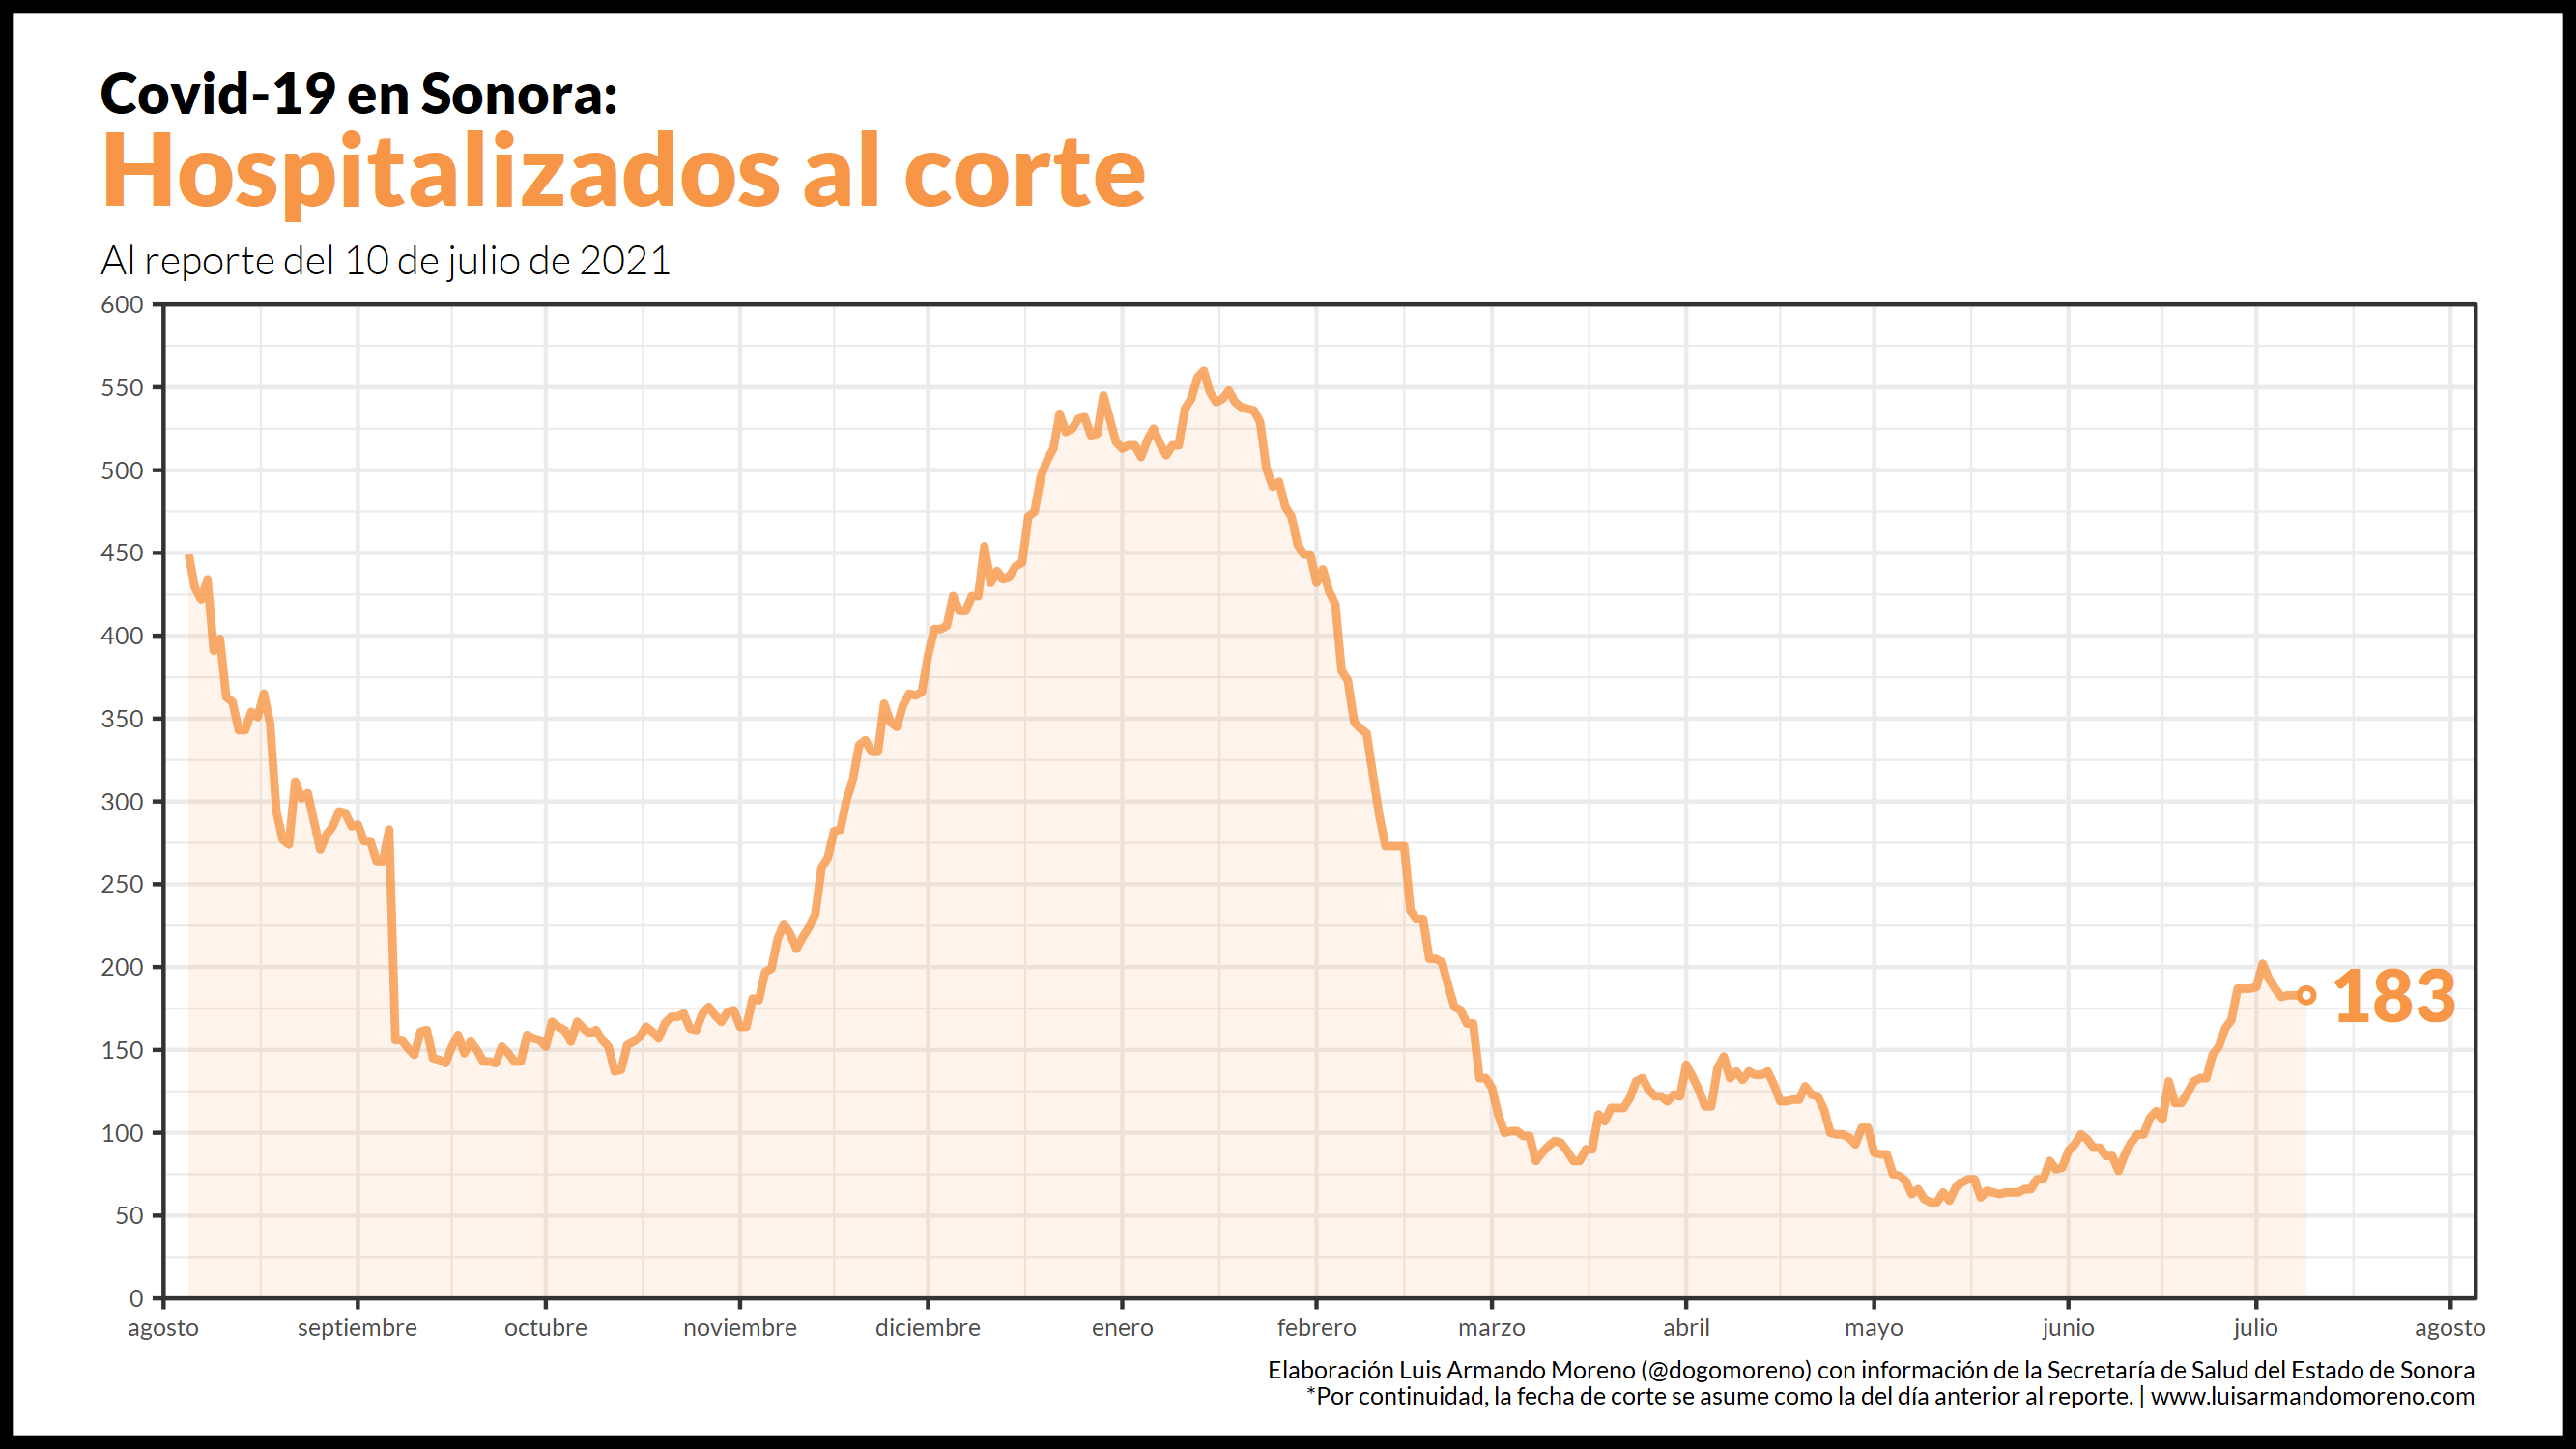 Covid-19 en Sonora:
Hospitalizados al corte
Al reporte del 10 de julio de 2021
600
550
500
450
400
350
300
250
200
150
100
50
0
183
agosto septiembre octubre noviembre diciembre enero febrero marzo abril mayo junio julio agosto
Elaboración Luis Armando Moreno (@dogomoreno) con información de la Secretaría de Salud del Estado de Sonora
*Por continuidad, la fecha de corte se asume como la del día anterior al reporte. | www.luisarmandomoreno.com